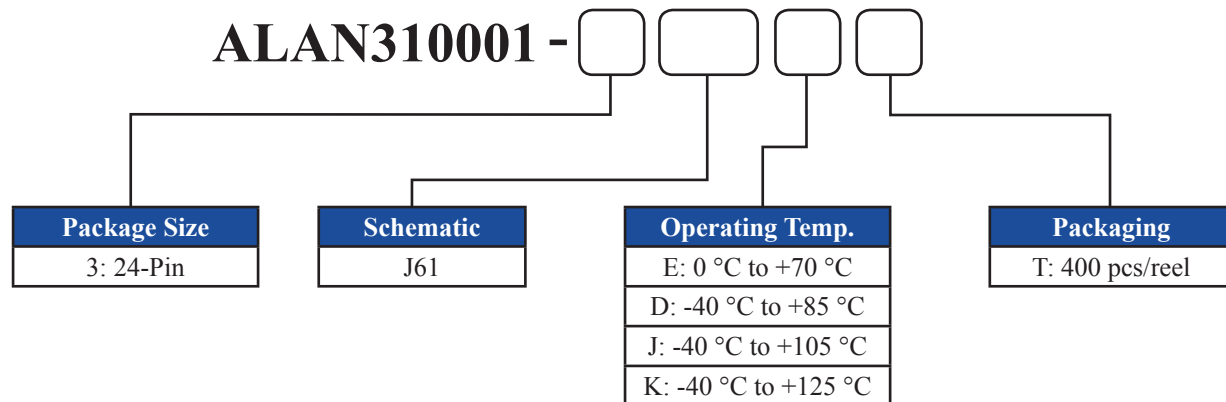 ALAN310001 -
Package Size
3: 24-Pin
Schematic
J61
Operating Temp.
E: 0 °C to +70 °C
D: -40 °C to +85 °C
J: -40 °C to +105 °C
K: -40 °C to +125 °C
Packaging
T: 400 pcs/reel